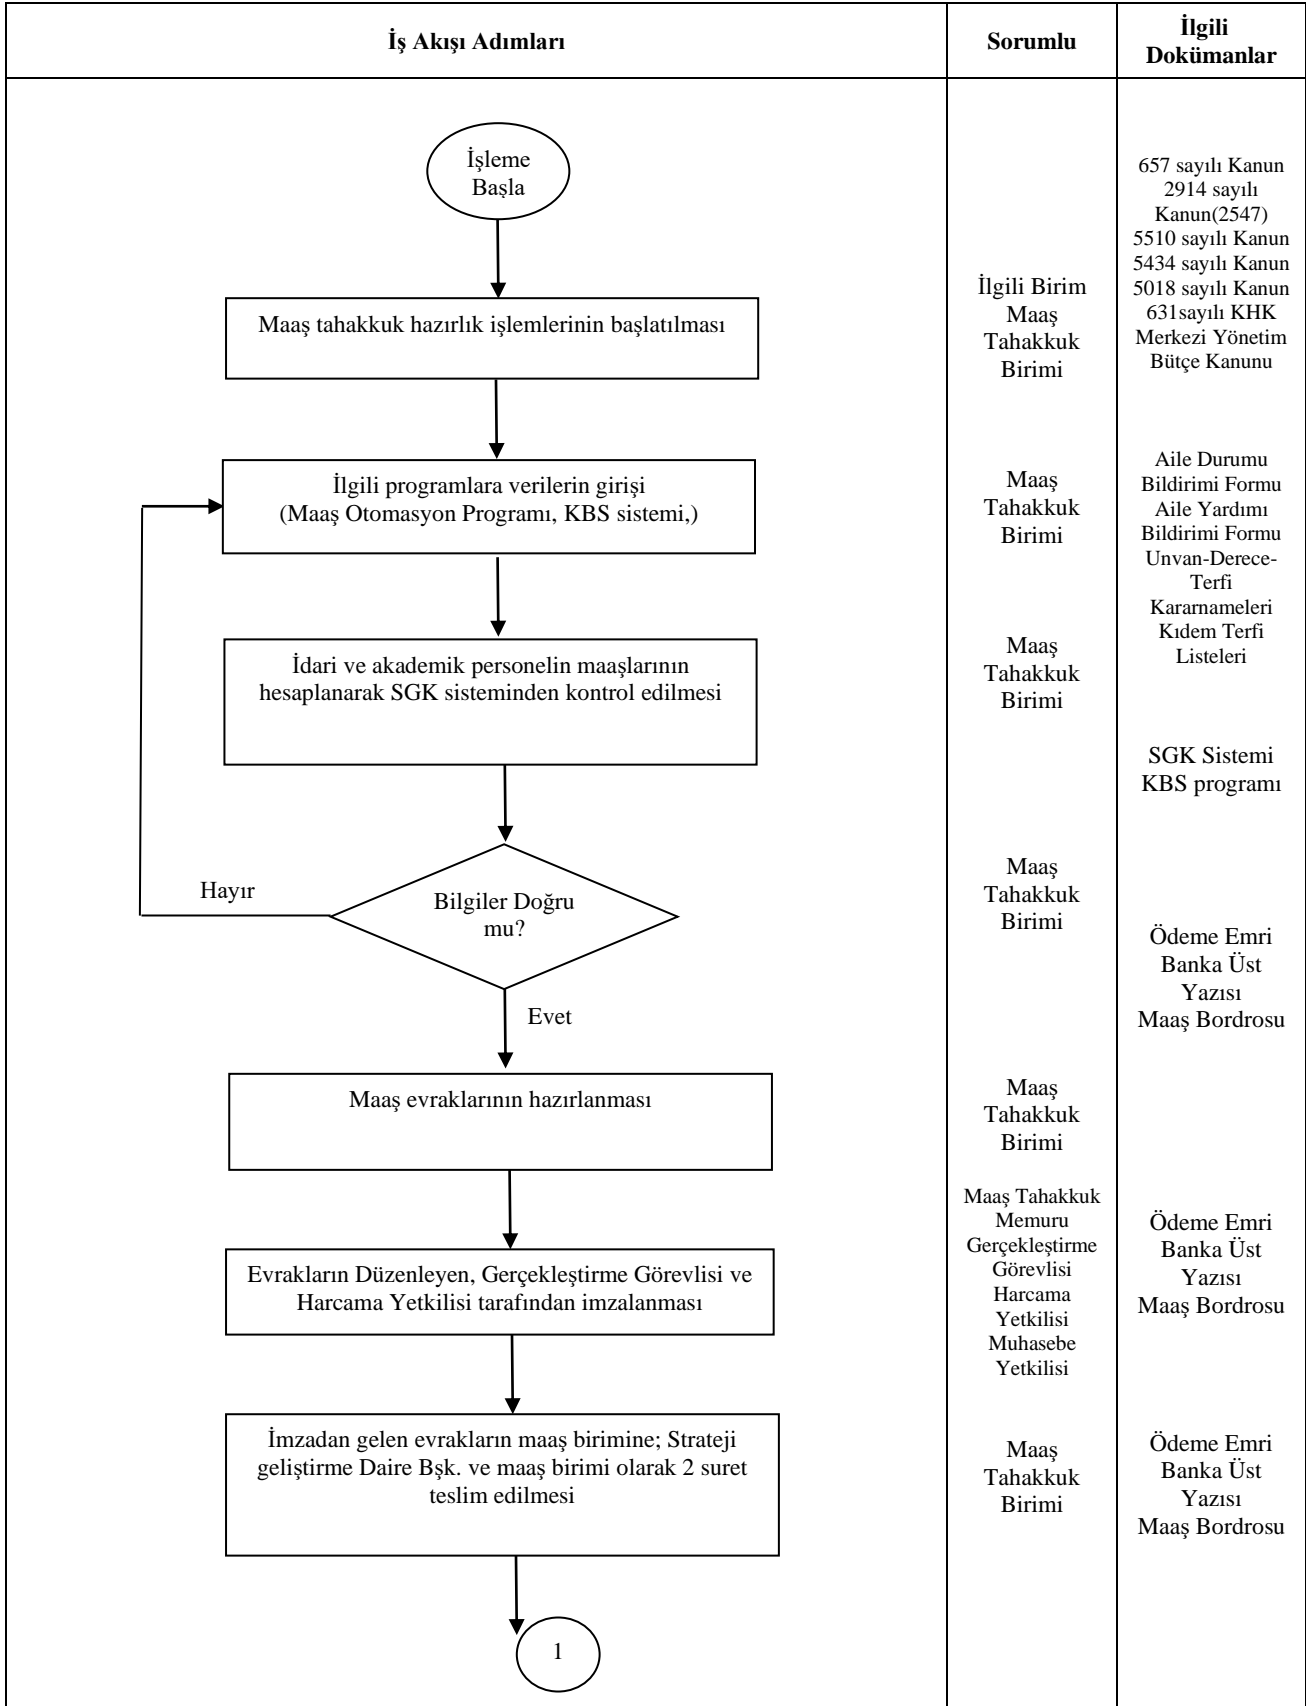 İş Akışı Adımları
Sorumlu
İlgili
Dokümanlar
İşleme
Başla
657 sayılı Kanun
2914 sayılı
Kanun(2547)
5510 sayılı Kanun
5434 sayılı Kanun
5018 sayılı Kanun
631sayılı KHK
Merkezi Yönetim
Bütçe Kanunu
Maaş tahakkuk hazırlık işlemlerinin başlatılması
İlgili Birim
Maaş
Tahakkuk
Birimi
İlgili programlara verilerin girişi
(Maaş Otomasyon Programı, KBS sistemi,)
Maaş
Tahakkuk
Birimi
Aile Durumu
Bildirimi Formu
Aile Yardımı
Bildirimi Formu
Unvan-Derece-
Terfi
Kararnameleri
Kıdem Terfi
Listeleri
İdari ve akademik personelin maaşlarının
hesaplanarak SGK sisteminden kontrol edilmesi
Maaş
Tahakkuk
Birimi
SGK Sistemi
KBS programı
Hayır
Bilgiler Doğru
mu?
Evet
Maaş
Tahakkuk
Birimi
Ödeme Emri
Banka Üst
Yazısı
Maaş Bordrosu
Maaş evraklarının hazırlanması
Maaş
Tahakkuk
Birimi
Evrakların Düzenleyen, Gerçekleştirme Görevlisi ve
Harcama Yetkilisi tarafından imzalanması
Maaş Tahakkuk
Memuru
Gerçekleştirme
Görevlisi
Harcama
Yetkilisi
Muhasebe
Yetkilisi
Ödeme Emri
Banka Üst
Yazısı
Maaş Bordrosu
İmzadan gelen evrakların maaş birimine; Strateji
geliştirme Daire Bşk. ve maaş birimi olarak 2 suret
teslim edilmesi
Maaş
Tahakkuk
Birimi
Ödeme Emri
Banka Üst
Yazısı
Maaş Bordrosu
1